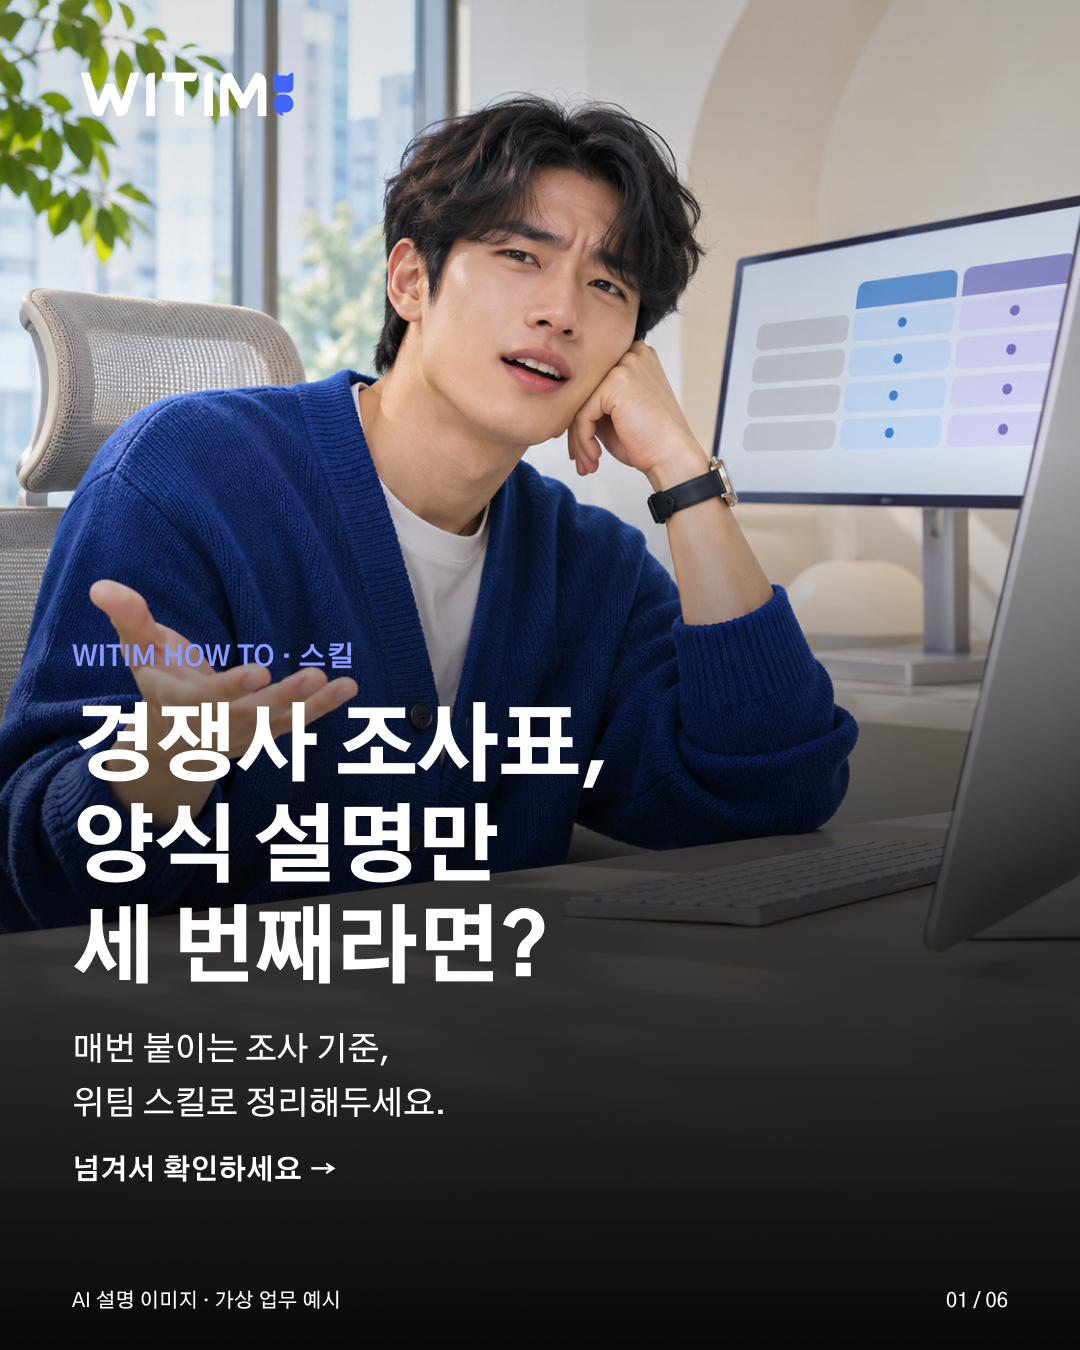 WITIM
WITIM HOW TO · 스킬
경쟁사 조사표,
양식 설명만
세 번째라면?
매번 붙이는 조사 기준,
위팀 스킬로 정리해두세요.
넘겨서 확인하세요 →
AI 설명 이미지 · 가상 업무 예시
01 / 06